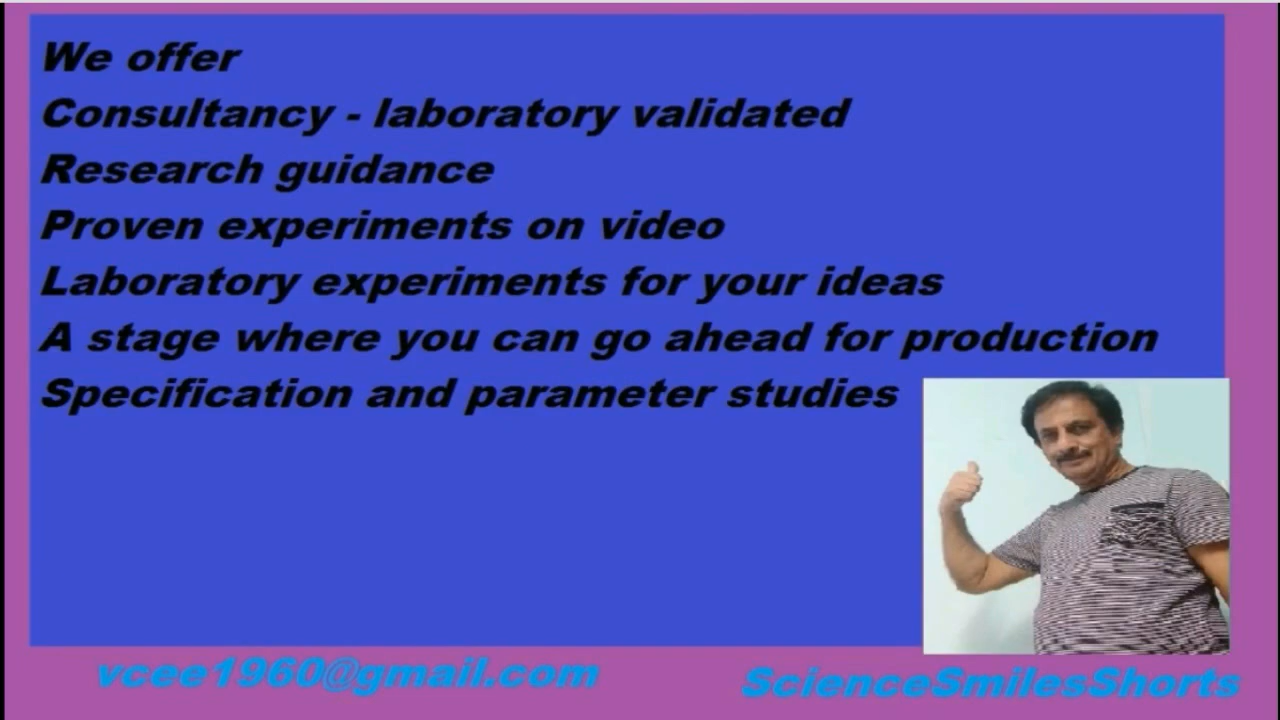 We offer
Consultancy - laboratory validated
Research guidance
Proven experiments on video
Laboratory experiments for your ideas
A stage where you can go ahead for production
Specification and parameter studies
vcee1960@gmail.com
ScienceSmilesShorts